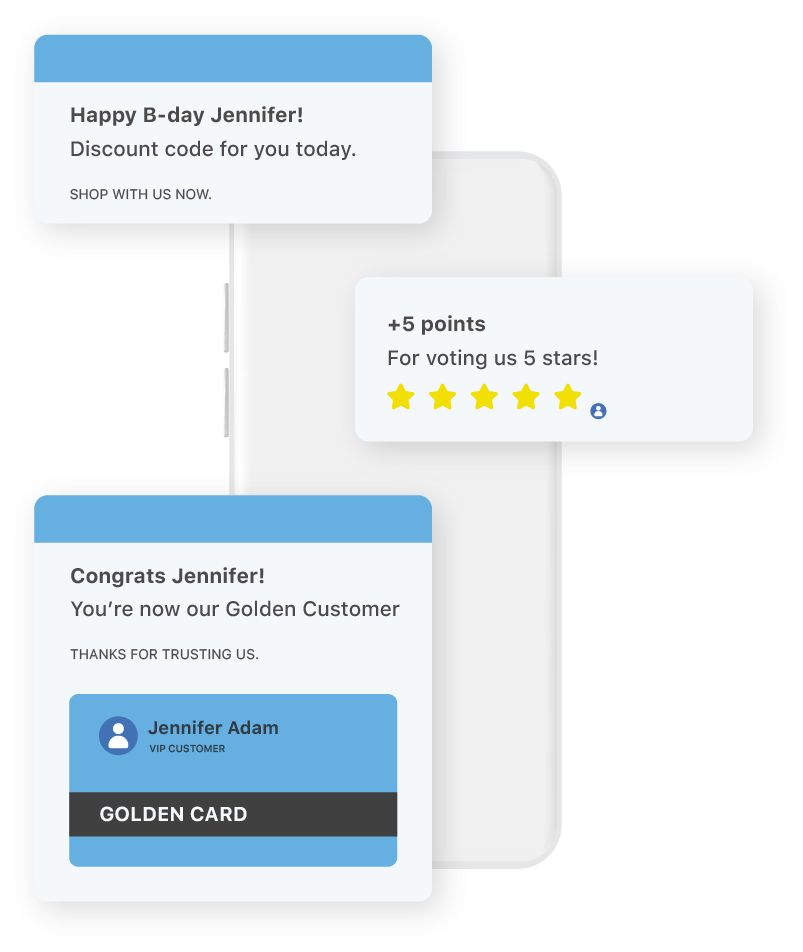 Happy B-day Jennifer!
Discount code for you today.
SHOP WITH US NOW.
+5 points
For voting us 5 stars!
Congrats Jennifer!
You’re now our Golden Customer
THANKS FOR TRUSTING US.
Jennifer Adam
VIP CUSTOMER
GOLDEN CARD